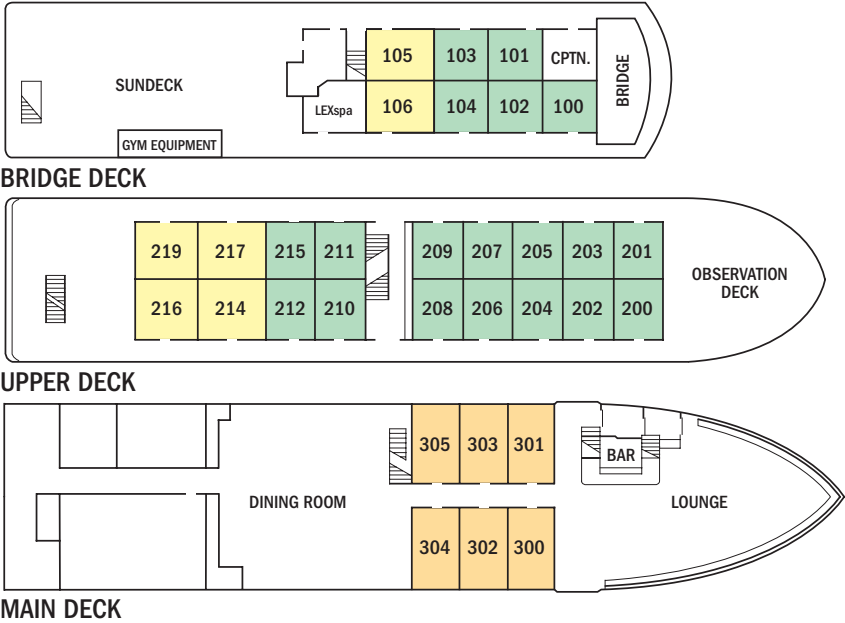 105 103 101 CPTN.
BRIDGE
SUNDECK
LEXspa 106 104 102 100
GYM EQUIPMENT
BRIDGE DECK
219 217 215 211 209 207 205 203 201
OBSERVATION
DECK
216 214 212 210 208 206 204 202 200
UPPER DECK
305 303 301
BAR
DINING ROOM
LOUNGE
304 302 300
MAIN DECK